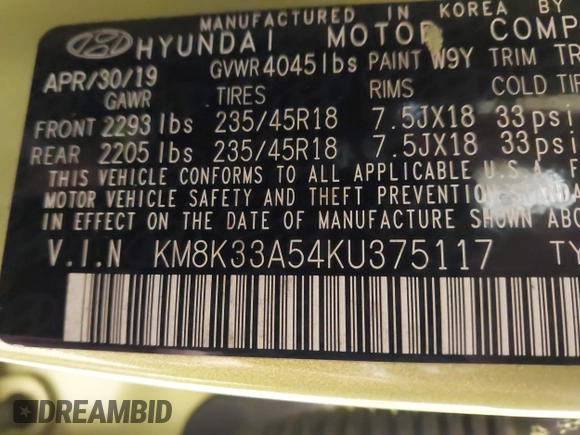 MANUFACTURED IN KOREA BY
HYUNDAI MOTOR COMP
APR/30/19 GVWR 4045 lbs PAINT W9Y TRIM TR
GAWR TIRES RIMS COLD TI
FRONT 2293 lbs 235/45R18 7.5JX18 33 psi
REAR 2205 lbs 235/45R18 7.5JX18 33 psi
THIS VEHICLE CONFORMS TO ALL APPLICABLE U.S.A. F
MOTOR VEHICLE SAFETY AND THEFT PREVENTION
IN EFFECT ON THE DATE OF MANUFACTURE SHOWN ABO
V.I.N KM8K33A54KU375117 TY
DREAMBID